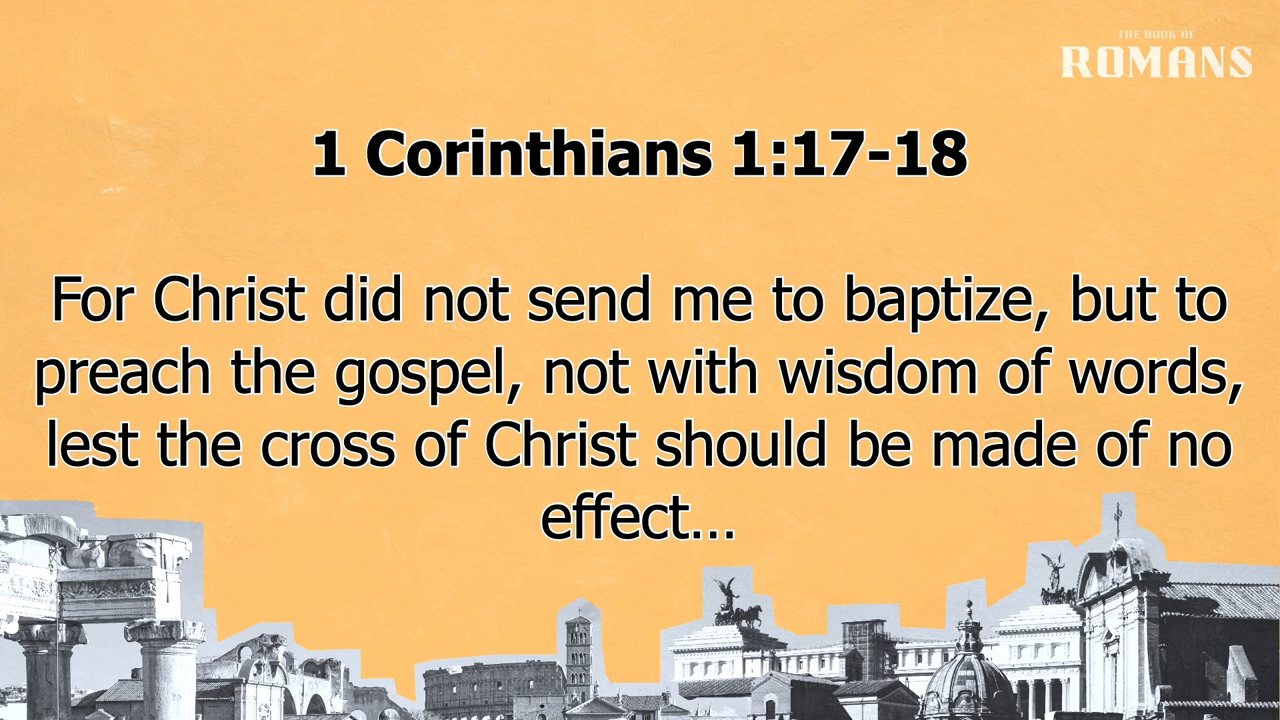 THE BOOK OF
ROMANS
1 Corinthians 1:17-18
For Christ did not send me to baptize, but to
preach the gospel, not with wisdom of words,
lest the cross of Christ should be made of no
effect…